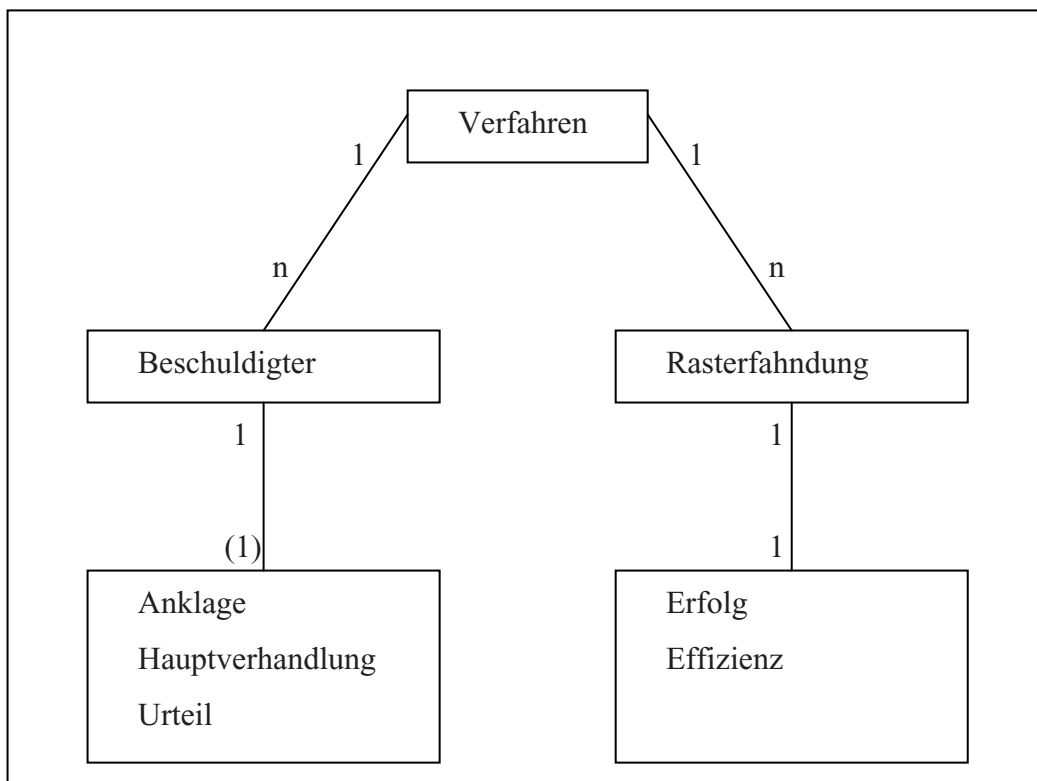 Verfahren
1 1
n n
Beschuldigter Rasterfahndung
1 1
(1) 1
Anklage Erfolg
Hauptverhandlung Effizienz
Urteil